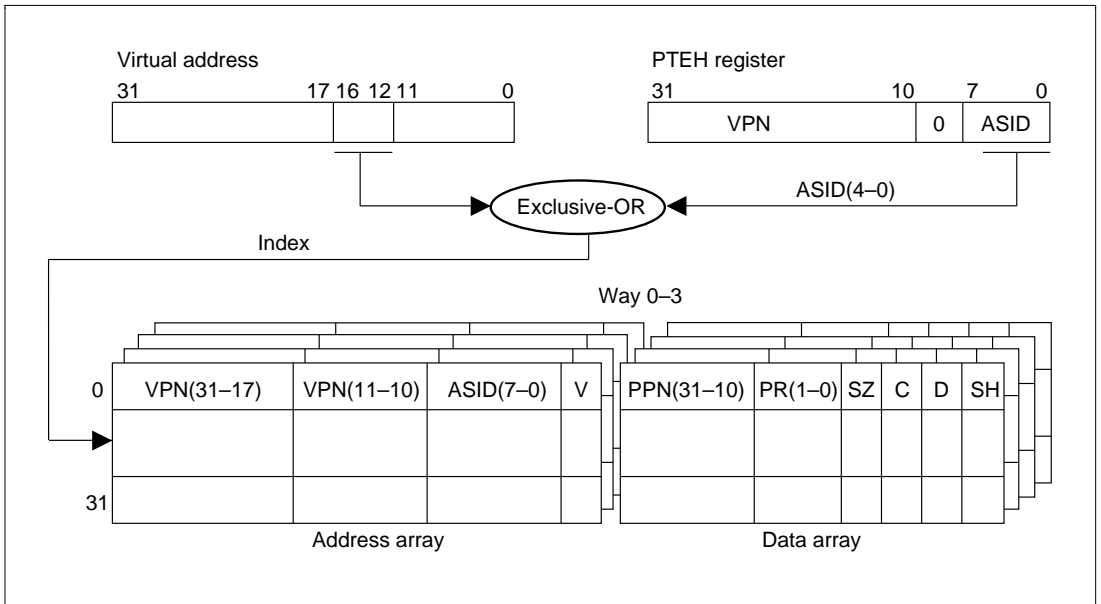 Virtual address
31 17 16 12 11 0
PTEH register
31 10 7 0
VPN 0 ASID
ASID(4–0)
Exclusive-OR
Index
Way 0–3
0 VPN(31–17) VPN(11–10) ASID(7–0) V PPN(31–10) PR(1–0) SZ C D SH
31
Address array
Data array